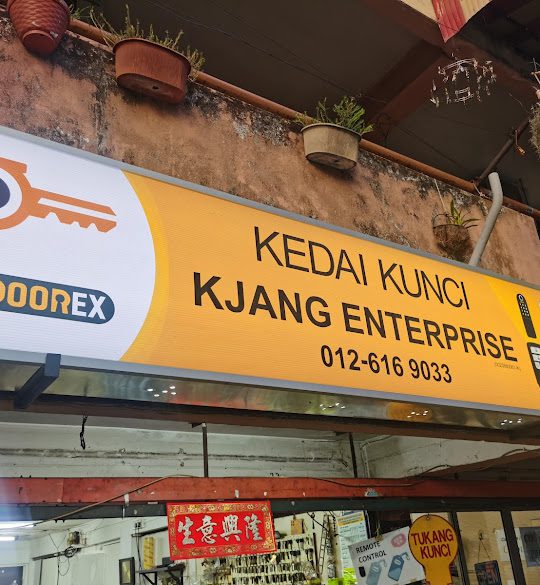 DOOREX
KEDAI KUNCI
KJANG ENTERPRISE
012-616 9033
生意興隆
REMOTE
CONTROL
TUKANG
KUNCI